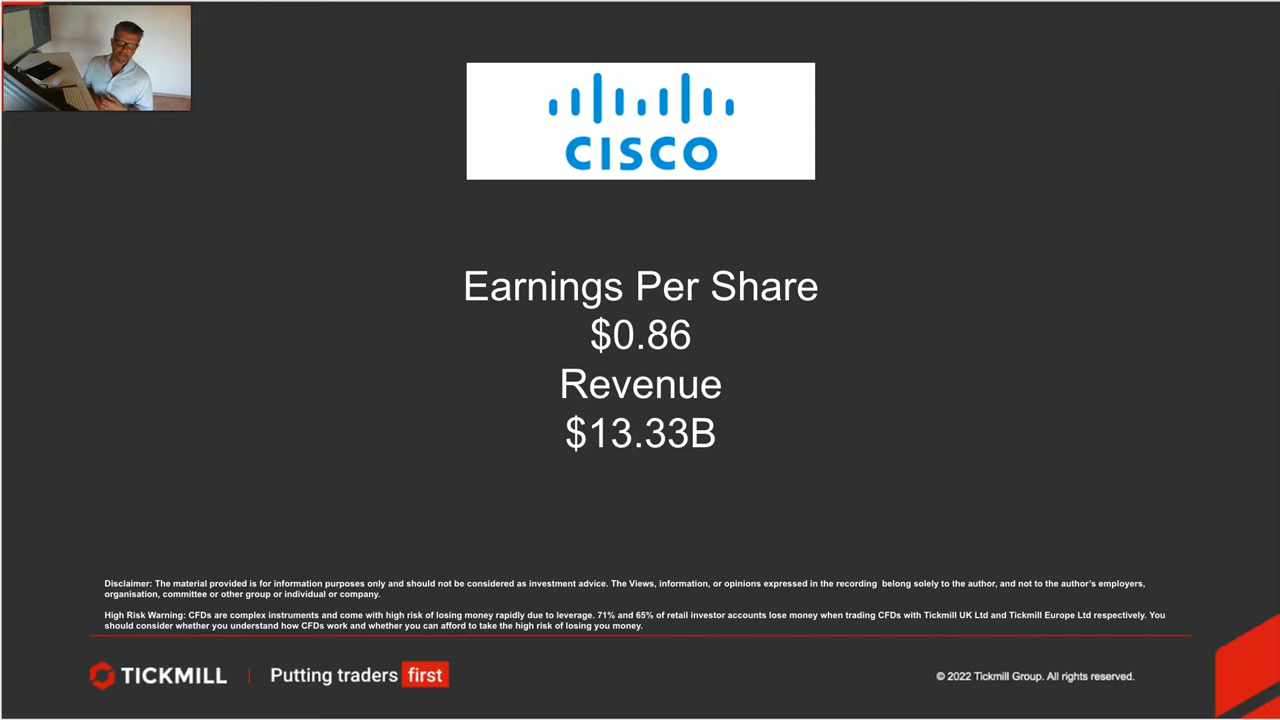 CISCO
Earnings Per Share
$0.86
Revenue
$13.33B
Disclaimer: The material provided is for information purposes only and should not be considered as investment advice. The Views, information, or opinions expressed in the recording belong solely to the author, and not to the author's employers,
organisation, committee or other group or individual or company.
High Risk Warning: CFDs are complex instruments and come with high risk of losing money rapidly due to leverage. 71% and 65% of retail investor accounts lose money when trading CFDs with Tickmill UK Ltd and Tickmill Europe Ltd respectively. You
should consider whether you understand how CFDs work and whether you can afford to take the high risk of losing you money.
TICKMILL | Putting traders first
© 2022 Tickmill Group. All rights reserved.